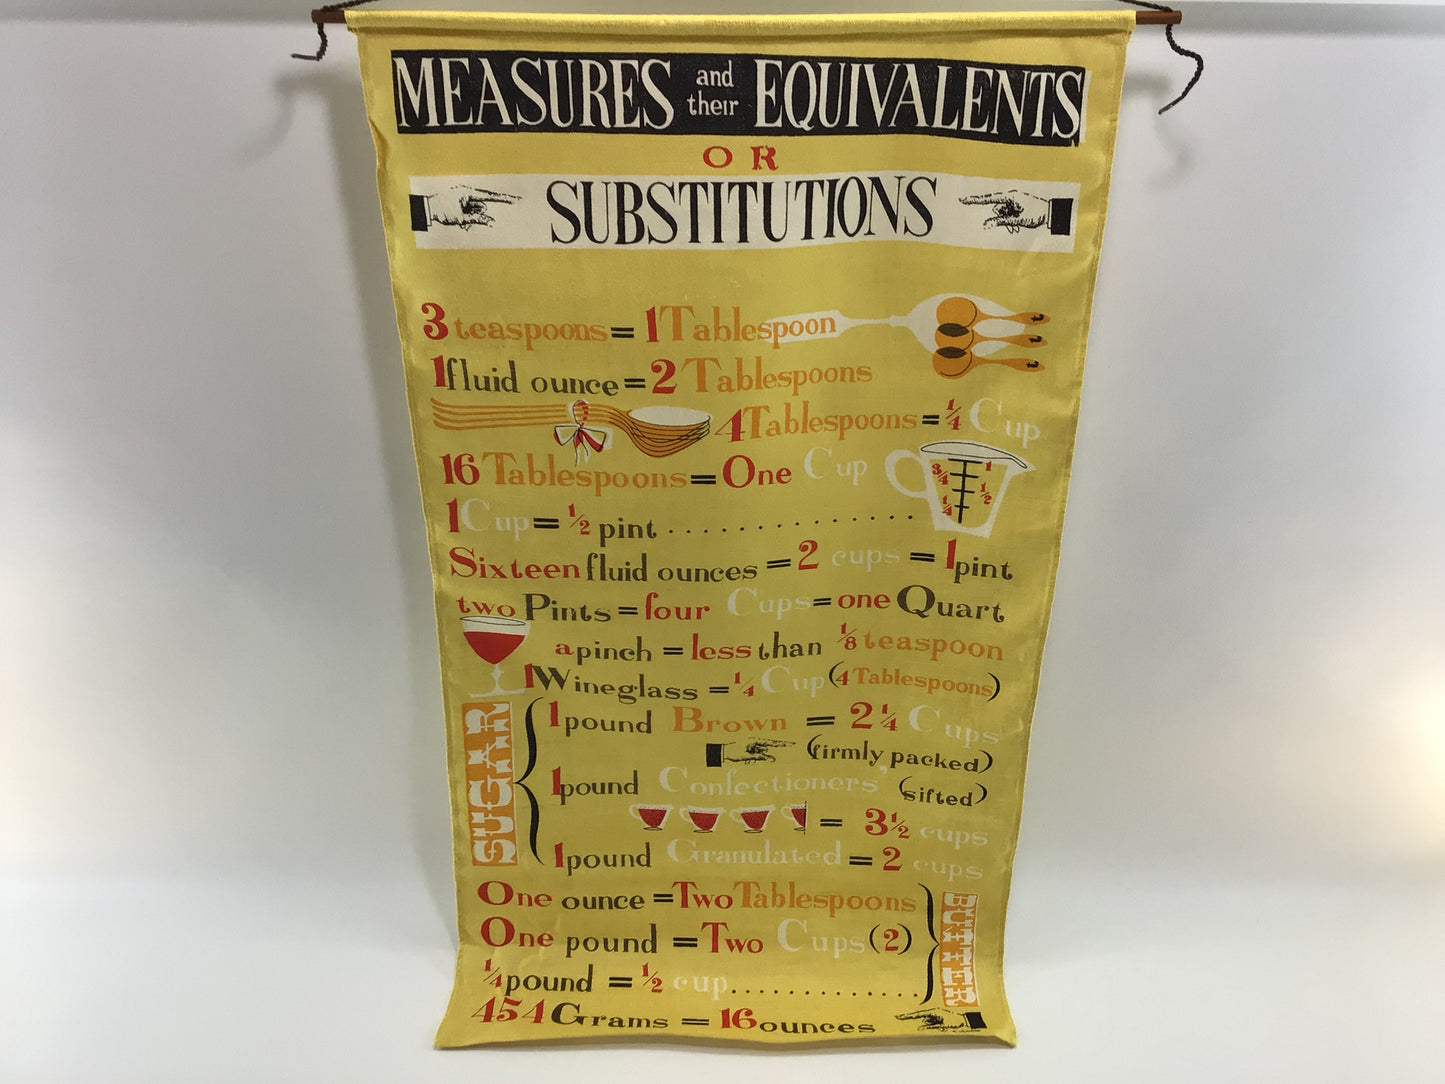 MEASURES and their EQUIVALENTS
OR
SUBSTITUTIONS
3 teaspoons = 1 Tablespoon
1 fluid ounce = 2 Tablespoons
4 Tablespoons = 1/4 Cup
16 Tablespoons = One Cup
3/4 1
1/2
1/4
1 Cup = 1/2 pint ..............
Sixteen fluid ounces = 2 cups = 1 pint
two Pints = four Cups = one Quart
a pinch = less than 1/8 teaspoon
1 Wineglass = 1/4 Cup (4 Tablespoons)
SUGAR
1 pound Brown = 2 1/4 Cups
(firmly packed)
1 pound Confectioners' (sifted)
= 3 1/2 cups
1 pound Granulated = 2 cups
One ounce = Two Tablespoons
One pound = Two Cups (2)
1/4 pound = 1/2 cup..............
BUTTER
454 Grams = 16 ounces